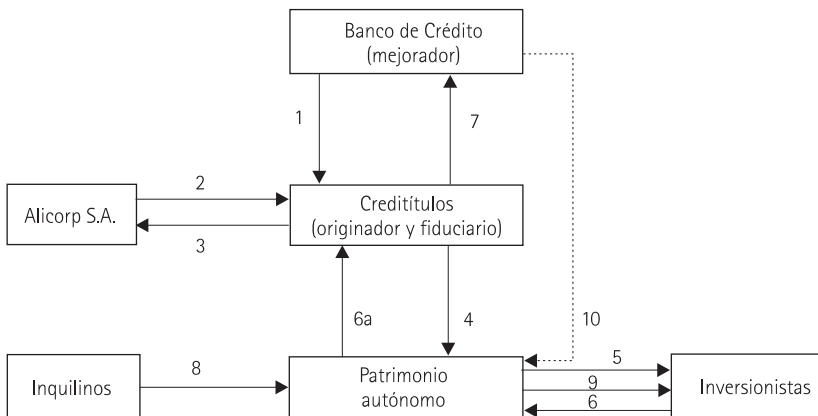 Banco de Crédito
(mejorador)
1
7
2
Alicorp S.A.
Creditítulos
(originador y fiduciario)
3
6a
4
10
8
5
Inquilinos
Patrimonio
autónomo
9
Inversionistas
6